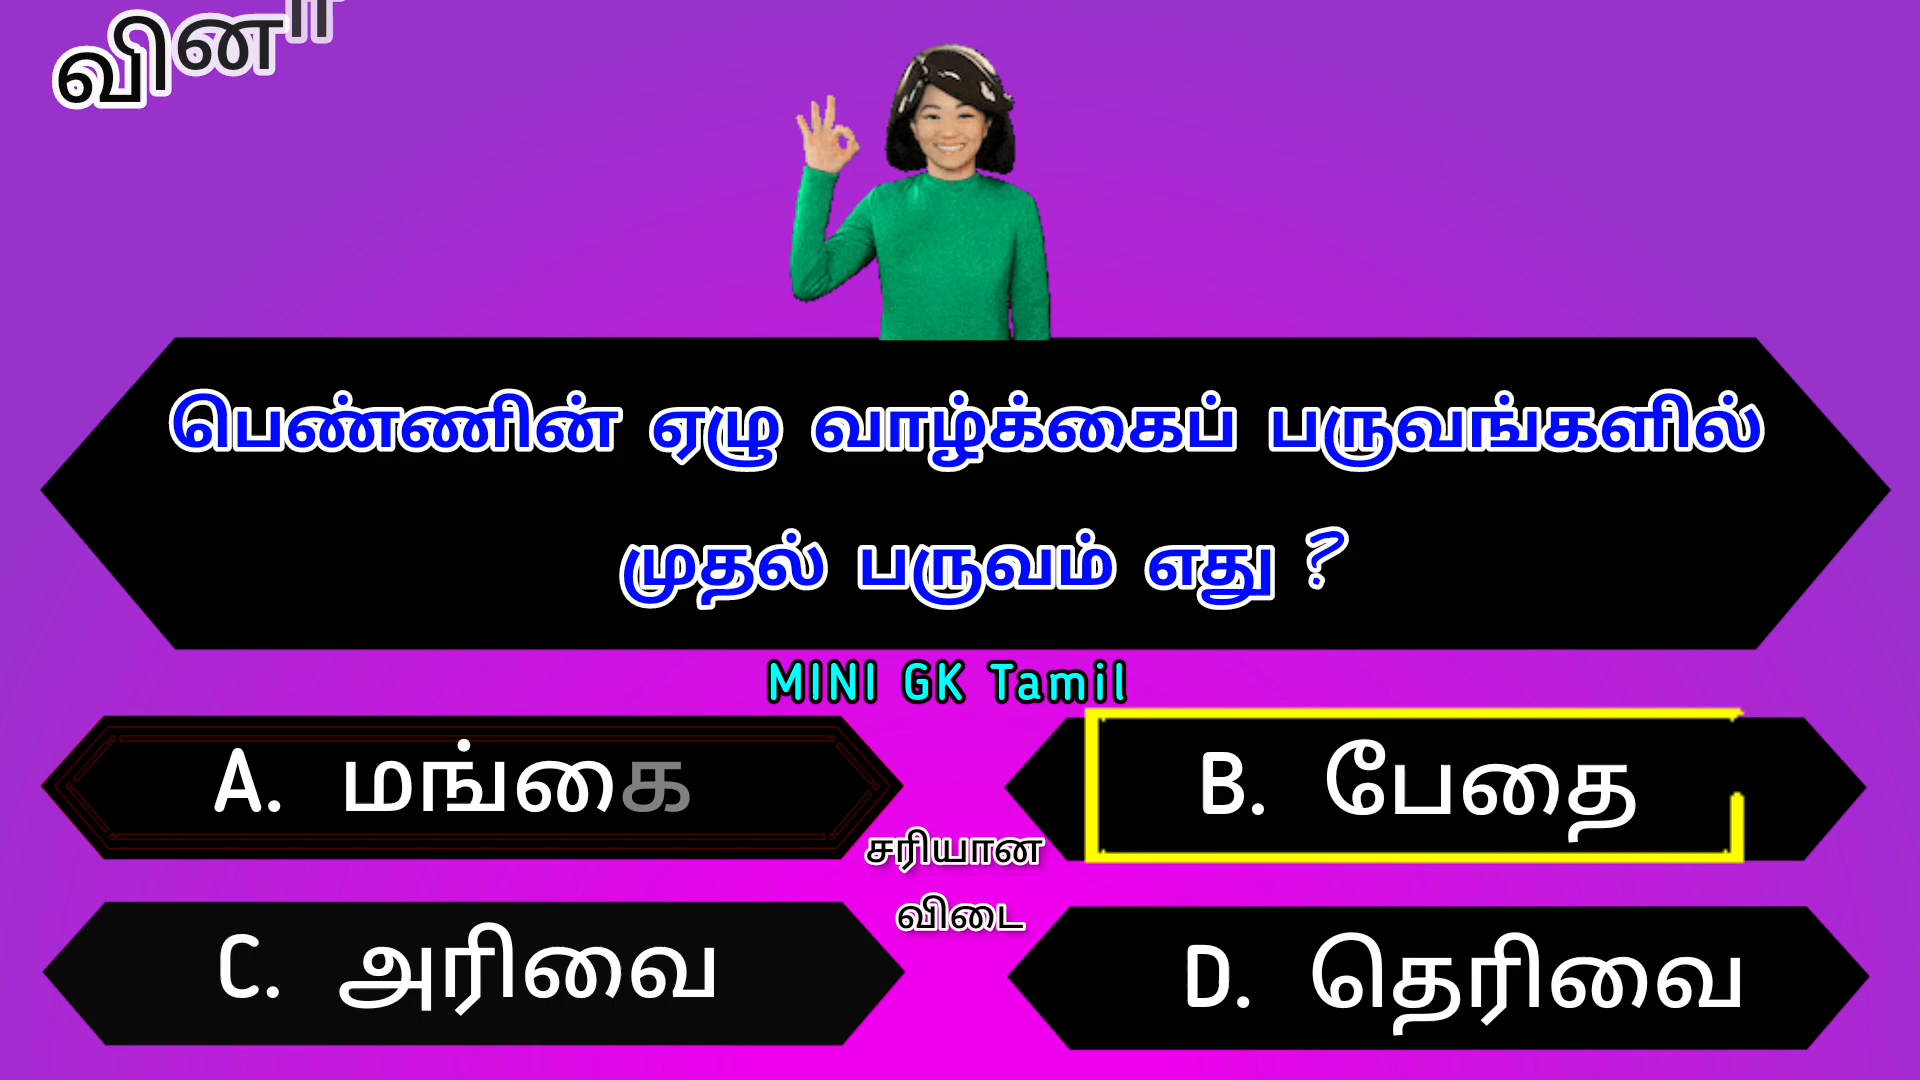 வினா
பெண்ணின் ஏழு வாழ்க்கைப் பருவங்களில்
முதல் பருவம் எது ?
MINI GK Tamil
A. மங்கை
B. பேதை
சரியான
விடை
C. அரிவை
D. தெரிவை